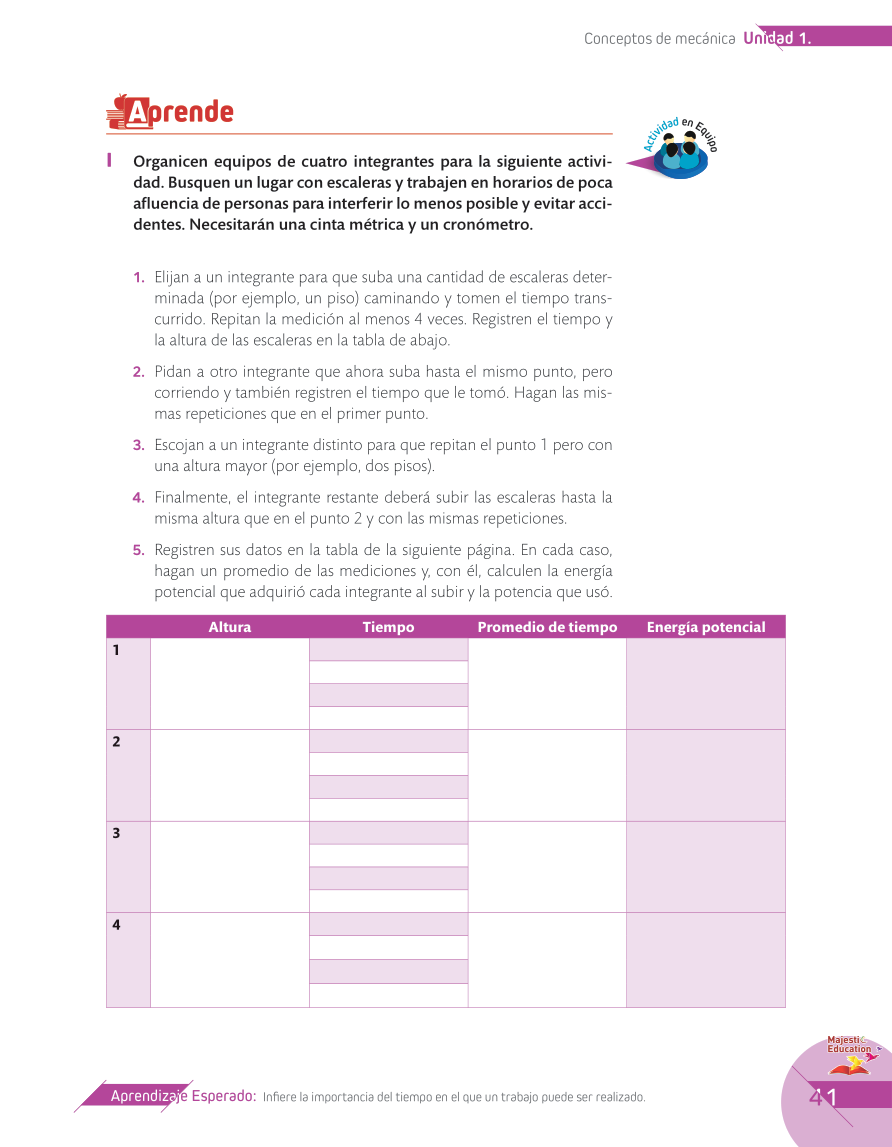 Conceptos de mecánica Unidad 1.
Aprende
Actividad en Equipo
I Organicen equipos de cuatro integrantes para la siguiente activi-
dad. Busquen un lugar con escaleras y trabajen en horarios de poca
afluencia de personas para interferir lo menos posible y evitar acci-
dentes. Necesitarán una cinta métrica y un cronómetro.
1. Elijan a un integrante para que suba una cantidad de escaleras deter-
minada (por ejemplo, un piso) caminando y tomen el tiempo trans-
currido. Repitan la medición al menos 4 veces. Registren el tiempo y
la altura de las escaleras en la tabla de abajo.
2. Pidan a otro integrante que ahora suba hasta el mismo punto, pero
corriendo y también registren el tiempo que le tomó. Hagan las mis-
mas repeticiones que en el primer punto.
3. Escojan a un integrante distinto para que repitan el punto 1 pero con
una altura mayor (por ejemplo, dos pisos).
4. Finalmente, el integrante restante deberá subir las escaleras hasta la
misma altura que en el punto 2 y con las mismas repeticiones.
5. Registren sus datos en la tabla de la siguiente página. En cada caso,
hagan un promedio de las mediciones y, con él, calculen la energía
potencial que adquirió cada integrante al subir y la potencia que usó.
Altura Tiempo Promedio de tiempo Energía potencial
1
2
3
4
Majestic
Education
Aprendizaje Esperado: Infiere la importancia del tiempo en el que un trabajo puede ser realizado.
41